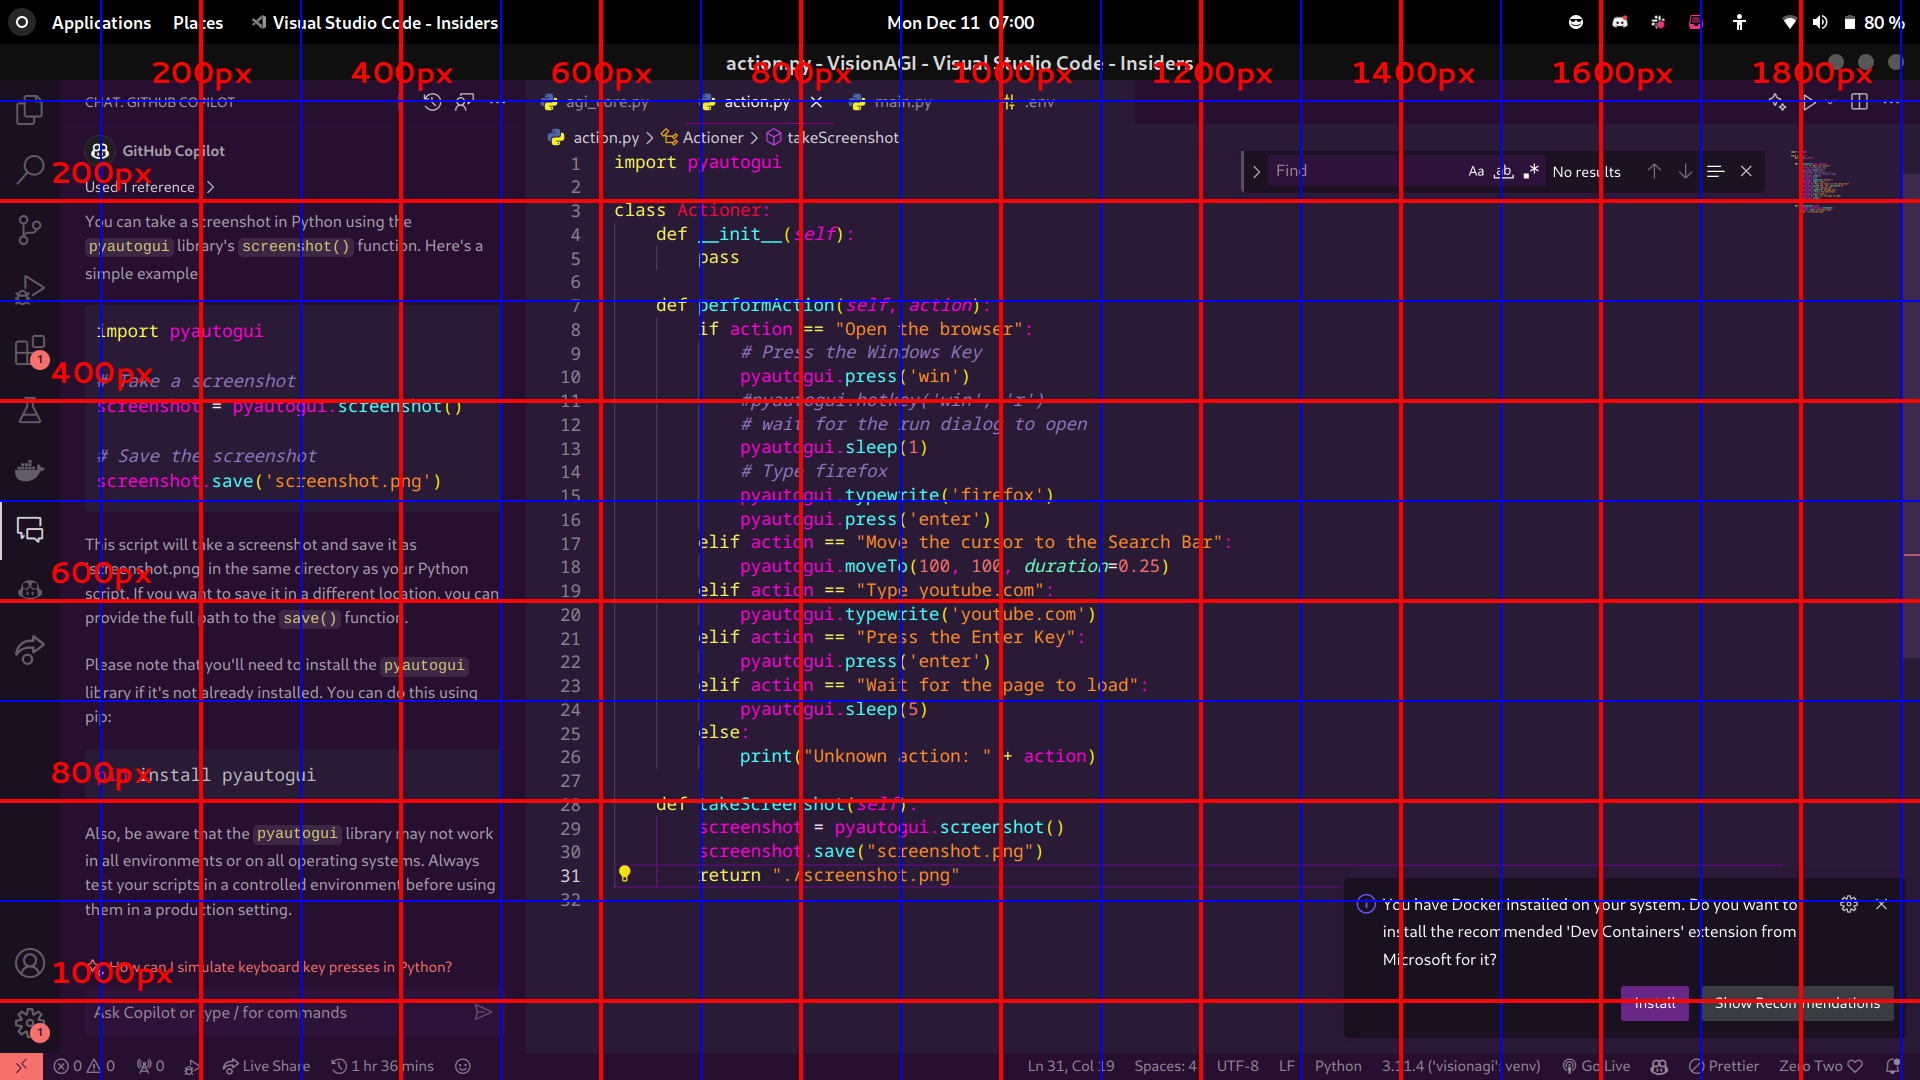 Applications Places Visual Studio Code - Insiders Mon Dec 11 07:00 80 %
action.py - VisionAGI - Visual Studio Code - Insiders
200px 400px 600px 800px 1000px 1200px 1400px 1600px 1800px
CHAT: GITHUB COPILOT
agi_core.py action.py main.py .env
GitHub Copilot
action.py Actioner takeScreenshot
Find Aa ab No results
200px
Used 1 reference
You can take a screenshot in Python using the
pyautogui library's screenshot() function. Here's a
simple example
import pyautogui
# Take a screenshot
400px
screenshot = pyautogui.screenshot()
# Save the screenshot
screenshot.save('screenshot.png')
This script will take a screenshot and save it as
600px
screenshot.png in the same directory as your Python
script. If you want to save it in a different location, you can
provide the full path to the save() function.
Please note that you'll need to install the pyautogui
library if it's not already installed. You can do this using
pip:
800px
install pyautogui
Also, be aware that the pyautogui library may not work
in all environments or on all operating systems. Always
test your scripts in a controlled environment before using
them in a production setting.
How can I simulate keyboard key presses in Python?
1000px
Ask Copilot or type / for commands
1 import pyautogui
2
3 class Actioner:
4 def __init__(self):
5 pass
6
7 def performAction(self, action):
8 if action == "Open the browser":
9 # Press the Windows Key
10 pyautogui.press('win')
11 #pyautogui.hotkey('win', 'r')
12 # wait for the run dialog to open
13 pyautogui.sleep(1)
14 # Type firefox
15 pyautogui.typewrite('firefox')
16 pyautogui.press('enter')
17 elif action == "Move the cursor to the Search Bar":
18 pyautogui.moveTo(100, 100, duration=0.25)
19 elif action == "Type youtube.com":
20 pyautogui.typewrite('youtube.com')
21 elif action == "Press the Enter Key":
22 pyautogui.press('enter')
23 elif action == "Wait for the page to load":
24 pyautogui.sleep(5)
25 else:
26 print("Unknown action: " + action)
27
28 def takeScreenshot(self):
29 screenshot = pyautogui.screenshot()
30 screenshot.save("screenshot.png")
31 return "./screenshot.png"
32
You have Docker installed on your system. Do you want to
install the recommended 'Dev Containers' extension from
Microsoft for it?
Install Show Recommendations
1
1
0 0 0 Live Share 1 hr 36 mins Ln 31, Col 19 Spaces: 4 UTF-8 LF Python 3.11.4 ('visionagi': venv) Go Live Prettier Zero Two